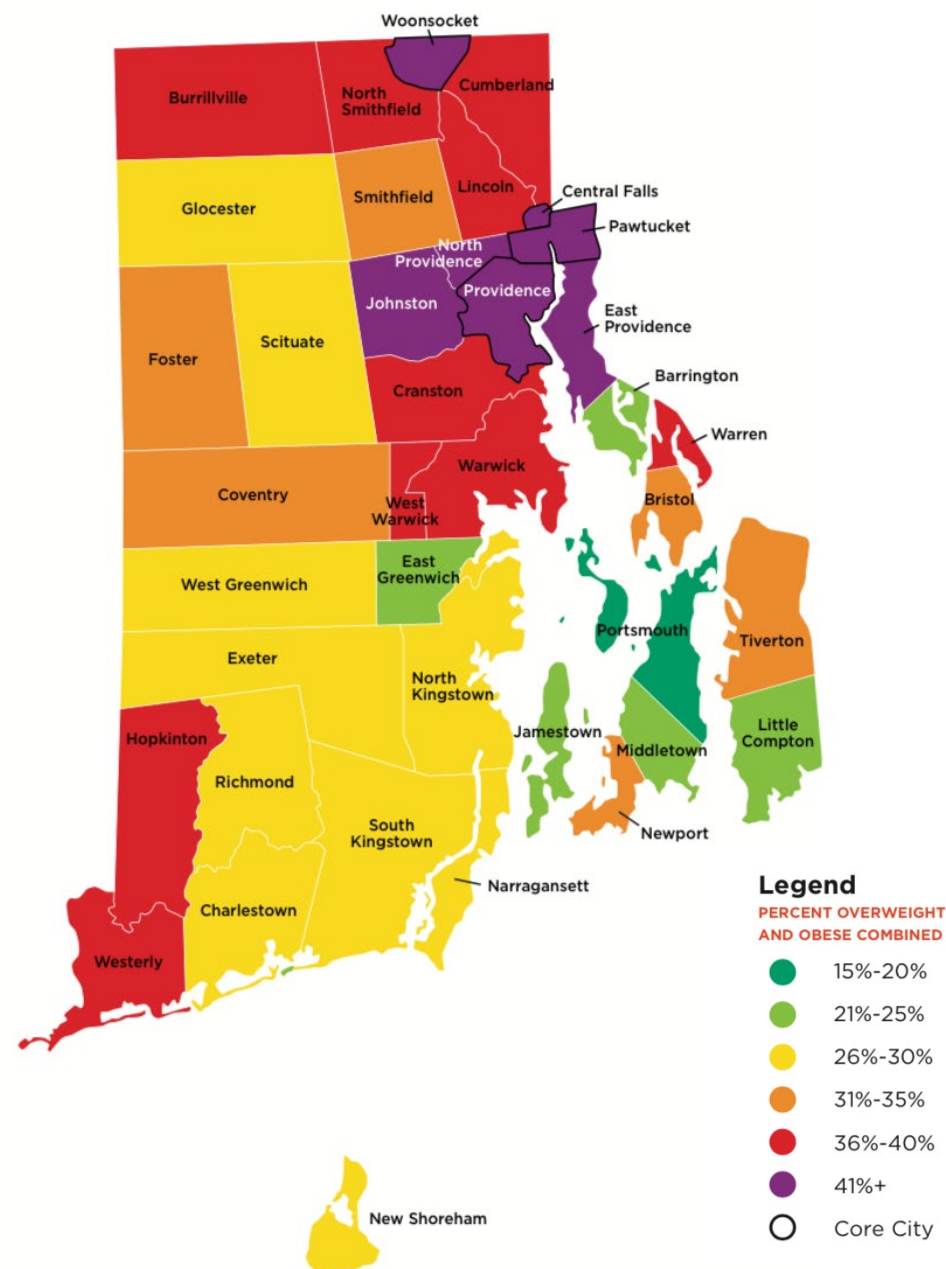 Woonsocket
Burrillville
North
Smithfield
Cumberland
Glocester
Smithfield
Lincoln
Central Falls
Pawtucket
North
Providence
Johnston
Providence
East
Providence
Foster
Scituate
Cranston
Barrington
Warren
Coventry
West
Warwick
Warwick
Bristol
West Greenwich
East
Greenwich
Portsmouth
Tiverton
Exeter
North
Kingstown
Hopkinton
Richmond
Jamestown
Middletown
Little
Compton
South
Kingstown
Newport
Narragansett
Charlestown
Westerly
New Shoreham
Legend
PERCENT OVERWEIGHT
AND OBESE COMBINED
15%-20%
21%-25%
26%-30%
31%-35%
36%-40%
41%+
Core City